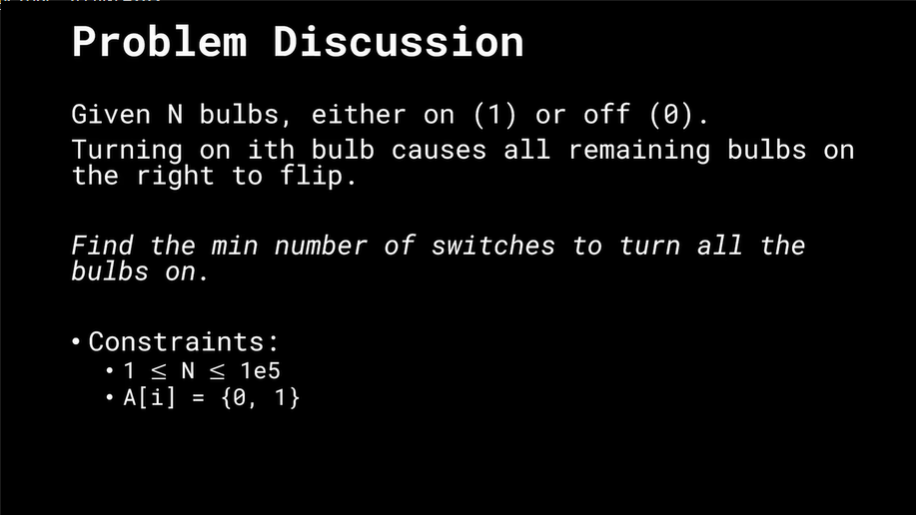 Problem Discussion
Given N bulbs, either on (1) or off (0).
Turning on ith bulb causes all remaining bulbs on
the right to flip.
Find the min number of switches to turn all the
bulbs on.
• Constraints:
• 1 ≤ N ≤ 1e5
• A[i] = {0, 1}